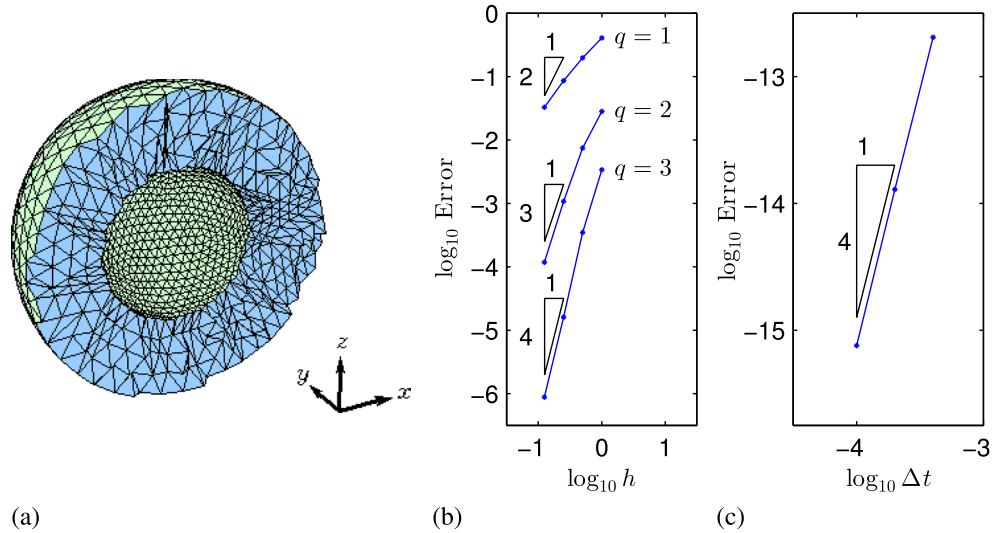 z
y
x
(a)
0
−1
−2
−3
−4
−5
−6
log₁₀ Error
1
2
q = 1
q = 2
1
3
q = 3
1
4
−1 0 1
log₁₀ h
(b)
−13
−14
−15
log₁₀ Error
1
4
−4 −3
log₁₀ Δt
(c)